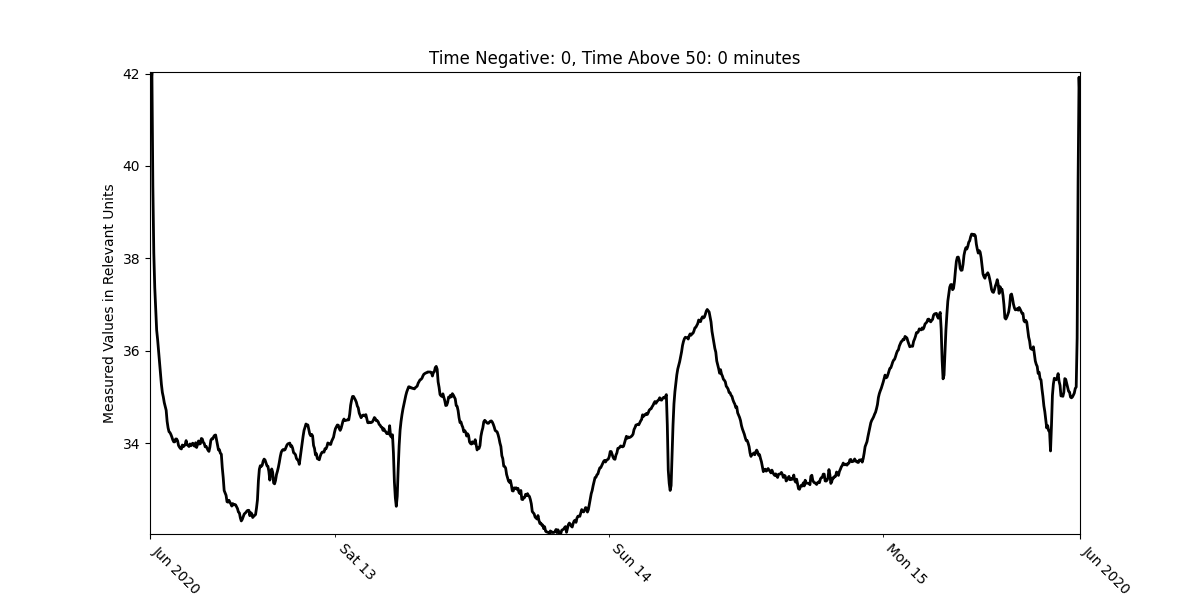 Time Negative: 0, Time Above 50: 0 minutes
Measured Values in Relevant Units
42
40
38
36
34
Jun 2020
Sat 13
Sun 14
Mon 15
Jun 2020